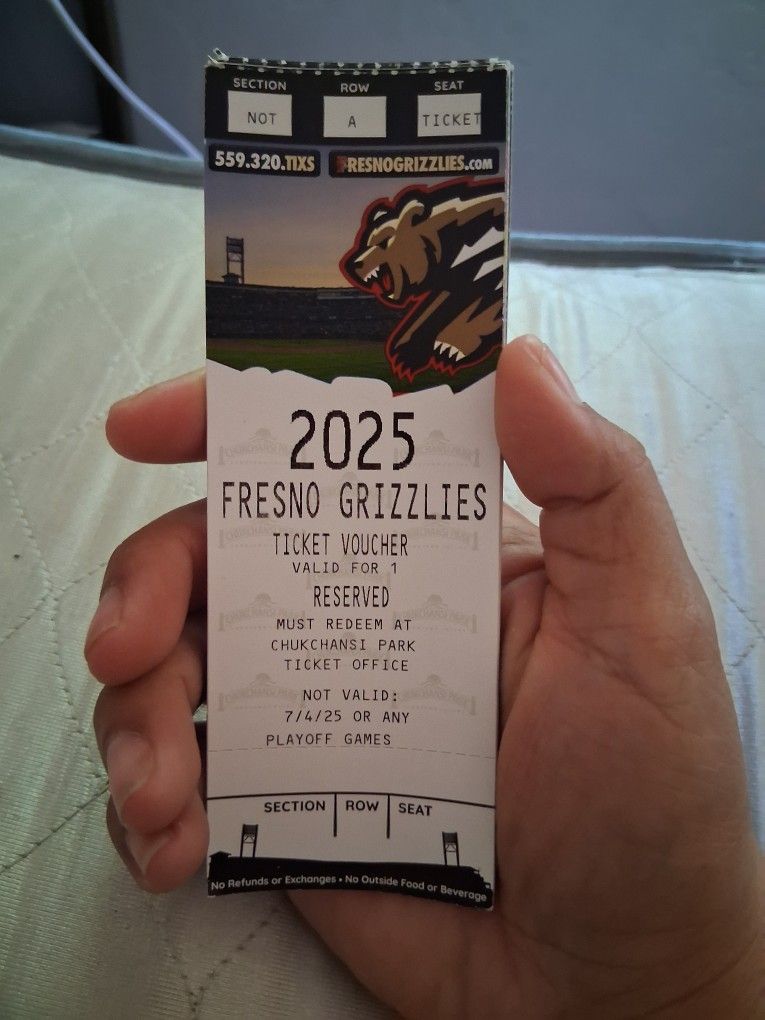 SECTION ROW SEAT
NOT A TICKET
559.320.TIXS FRESNOGRIZZLIES.COM
2025
FRESNO GRIZZLIES
TICKET VOUCHER
VALID FOR 1
RESERVED
MUST REDEEM AT
CHUKCHANSI PARK
TICKET OFFICE
NOT VALID:
7/4/25 OR ANY
PLAYOFF GAMES
SECTION ROW SEAT
No Refunds or Exchanges • No Outside Food or Beverage
CHUKCHANSI PARK